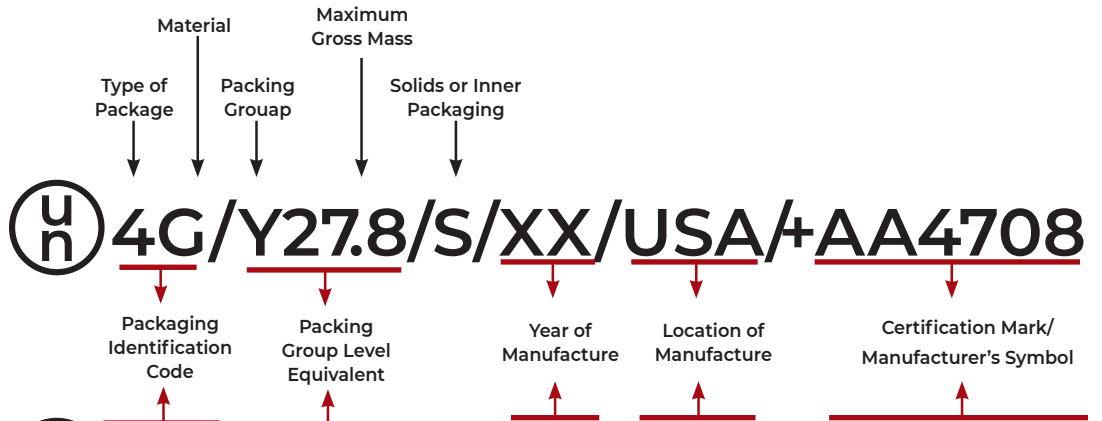 Material
Maximum
Gross Mass
Type of
Package
Packing
Grouap
Solids or Inner
Packaging
u
n
4G/Y27.8/S/XX/USA/+AA4708
Packaging
Identification
Code
Packing
Group Level
Equivalent
Year of
Manufacture
Location of
Manufacture
Certification Mark/
Manufacturer's Symbol